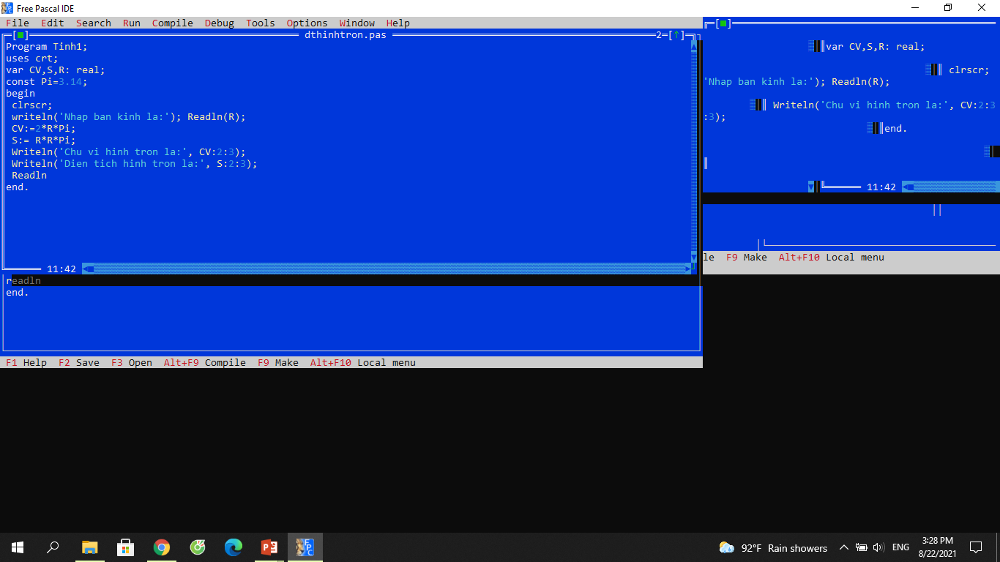 Free Pascal IDE
File Edit Search Run Compile Debug Tools Options Window Help
dthinhtron.pas 2=[↑]
Program Tinh1;
uses crt;
var CV,S,R: real;
const Pi=3.14;
begin
clrscr;
writeln('Nhap ban kinh la:'); Readln(R);
CV:=2*R*Pi;
S:= R*R*Pi;
Writeln('Chu vi hinh tron la:', CV:2:3);
Writeln('Dien tich hinh tron la:', S:2:3);
Readln
end.
11:42
readln
end.
F1 Help F2 Save F3 Open Alt+F9 Compile F9 Make Alt+F10 Local menu
var CV,S,R: real;
clrscr;
'Nhap ban kinh la:'); Readln(R);
Writeln('Chu vi hinh tron la:', CV:2:3
:3);
end.
11:42
le F9 Make Alt+F10 Local menu
92°F Rain showers
ENG
3:28 PM
8/22/2021